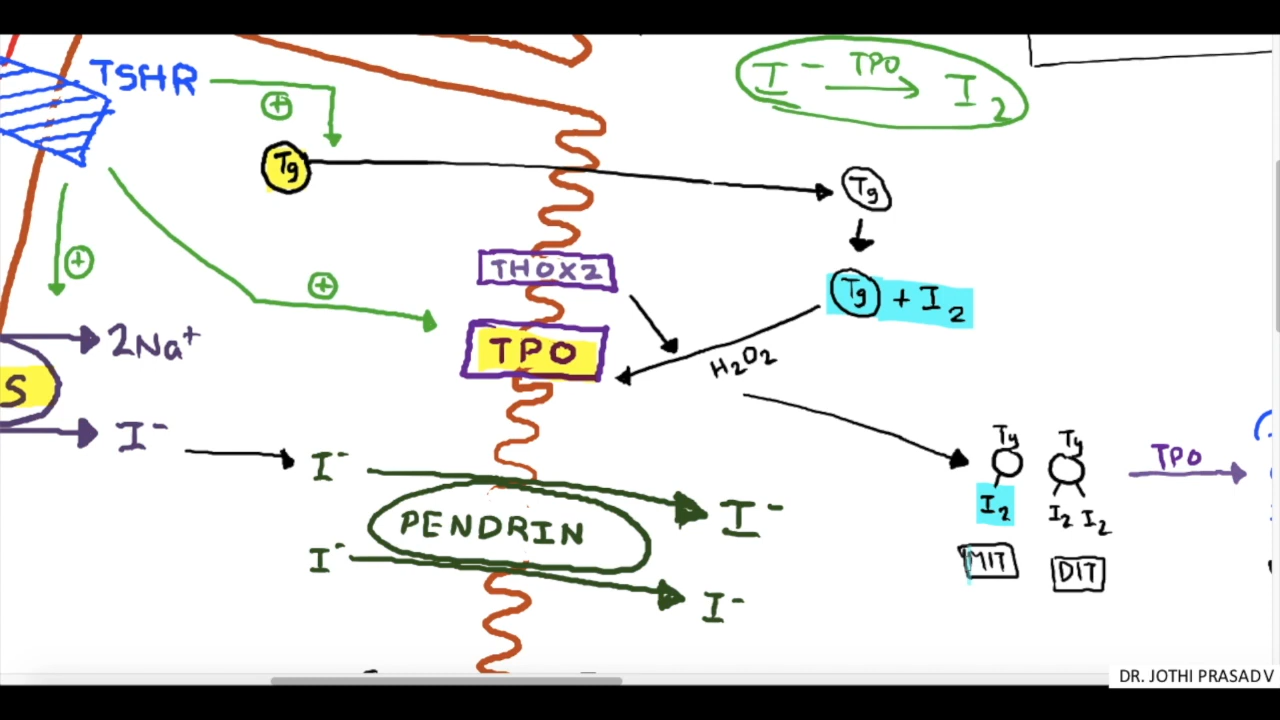 TSHR
I⁻ TPO I₂
+
Tg
Tg
THOX2
+
+
Tg + I₂
TPO
2Na⁺
H₂O₂
S
I⁻
I⁻
Ty Ty
TPO
I⁻
PENDRIN
I₂ I₂ I₂
I⁻
MIT DIT
I⁻
DR. JOTHI PRASAD V